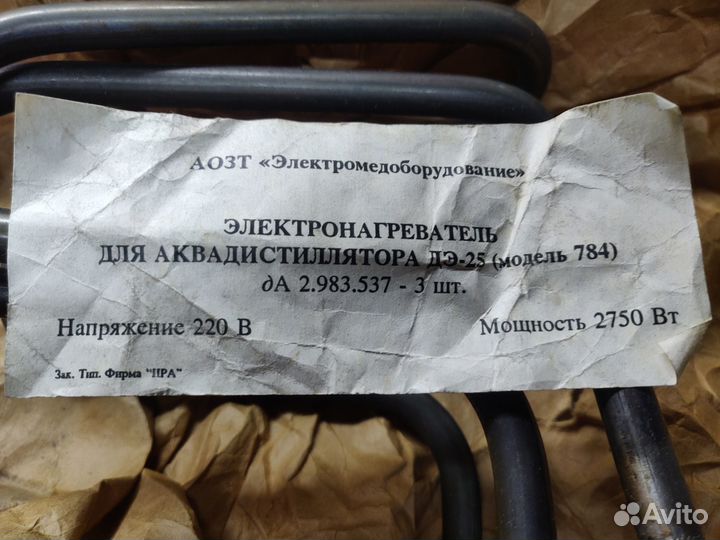 АОЗТ «Электромедоборудование»
ЭЛЕКТРОНАГРЕВАТЕЛЬ
ДЛЯ АКВАДИСТИЛЛЯТОРА ДЭ-25 (модель 784)
дА 2.983.537 - 3 шт.
Напряжение 220 В
Мощность 2750 Вт
Зак. Тип. Фирма "ПРА"
Avito